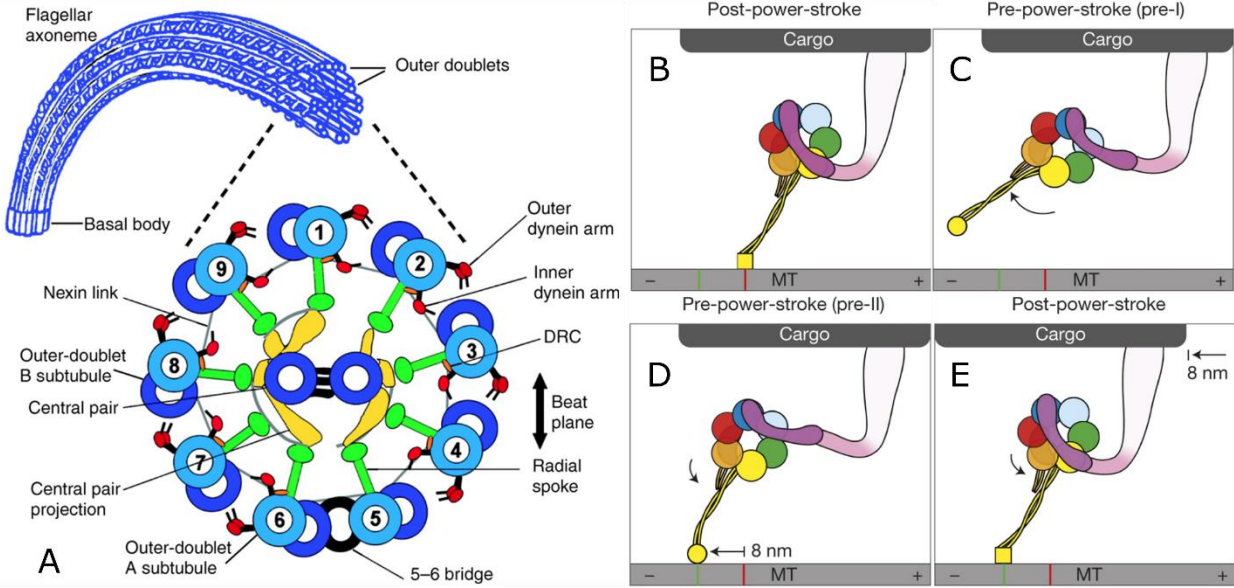 Flagellar
axoneme
Outer doublets
Basal body
Outer
dynein arm
Inner
dynein arm
Nexin link
DRC
Outer-doublet
B subtubule
Central pair
Beat
plane
Central pair
projection
Radial
spoke
Outer-doublet
A subtubule
5–6 bridge
1
2
3
4
5
6
7
8
9
A
Post-power-stroke
Cargo
B
– MT +
Pre-power-stroke (pre-I)
Cargo
C
– MT +
Pre-power-stroke (pre-II)
Cargo
D
8 nm
– MT +
Post-power-stroke
Cargo
E
8 nm
– MT +